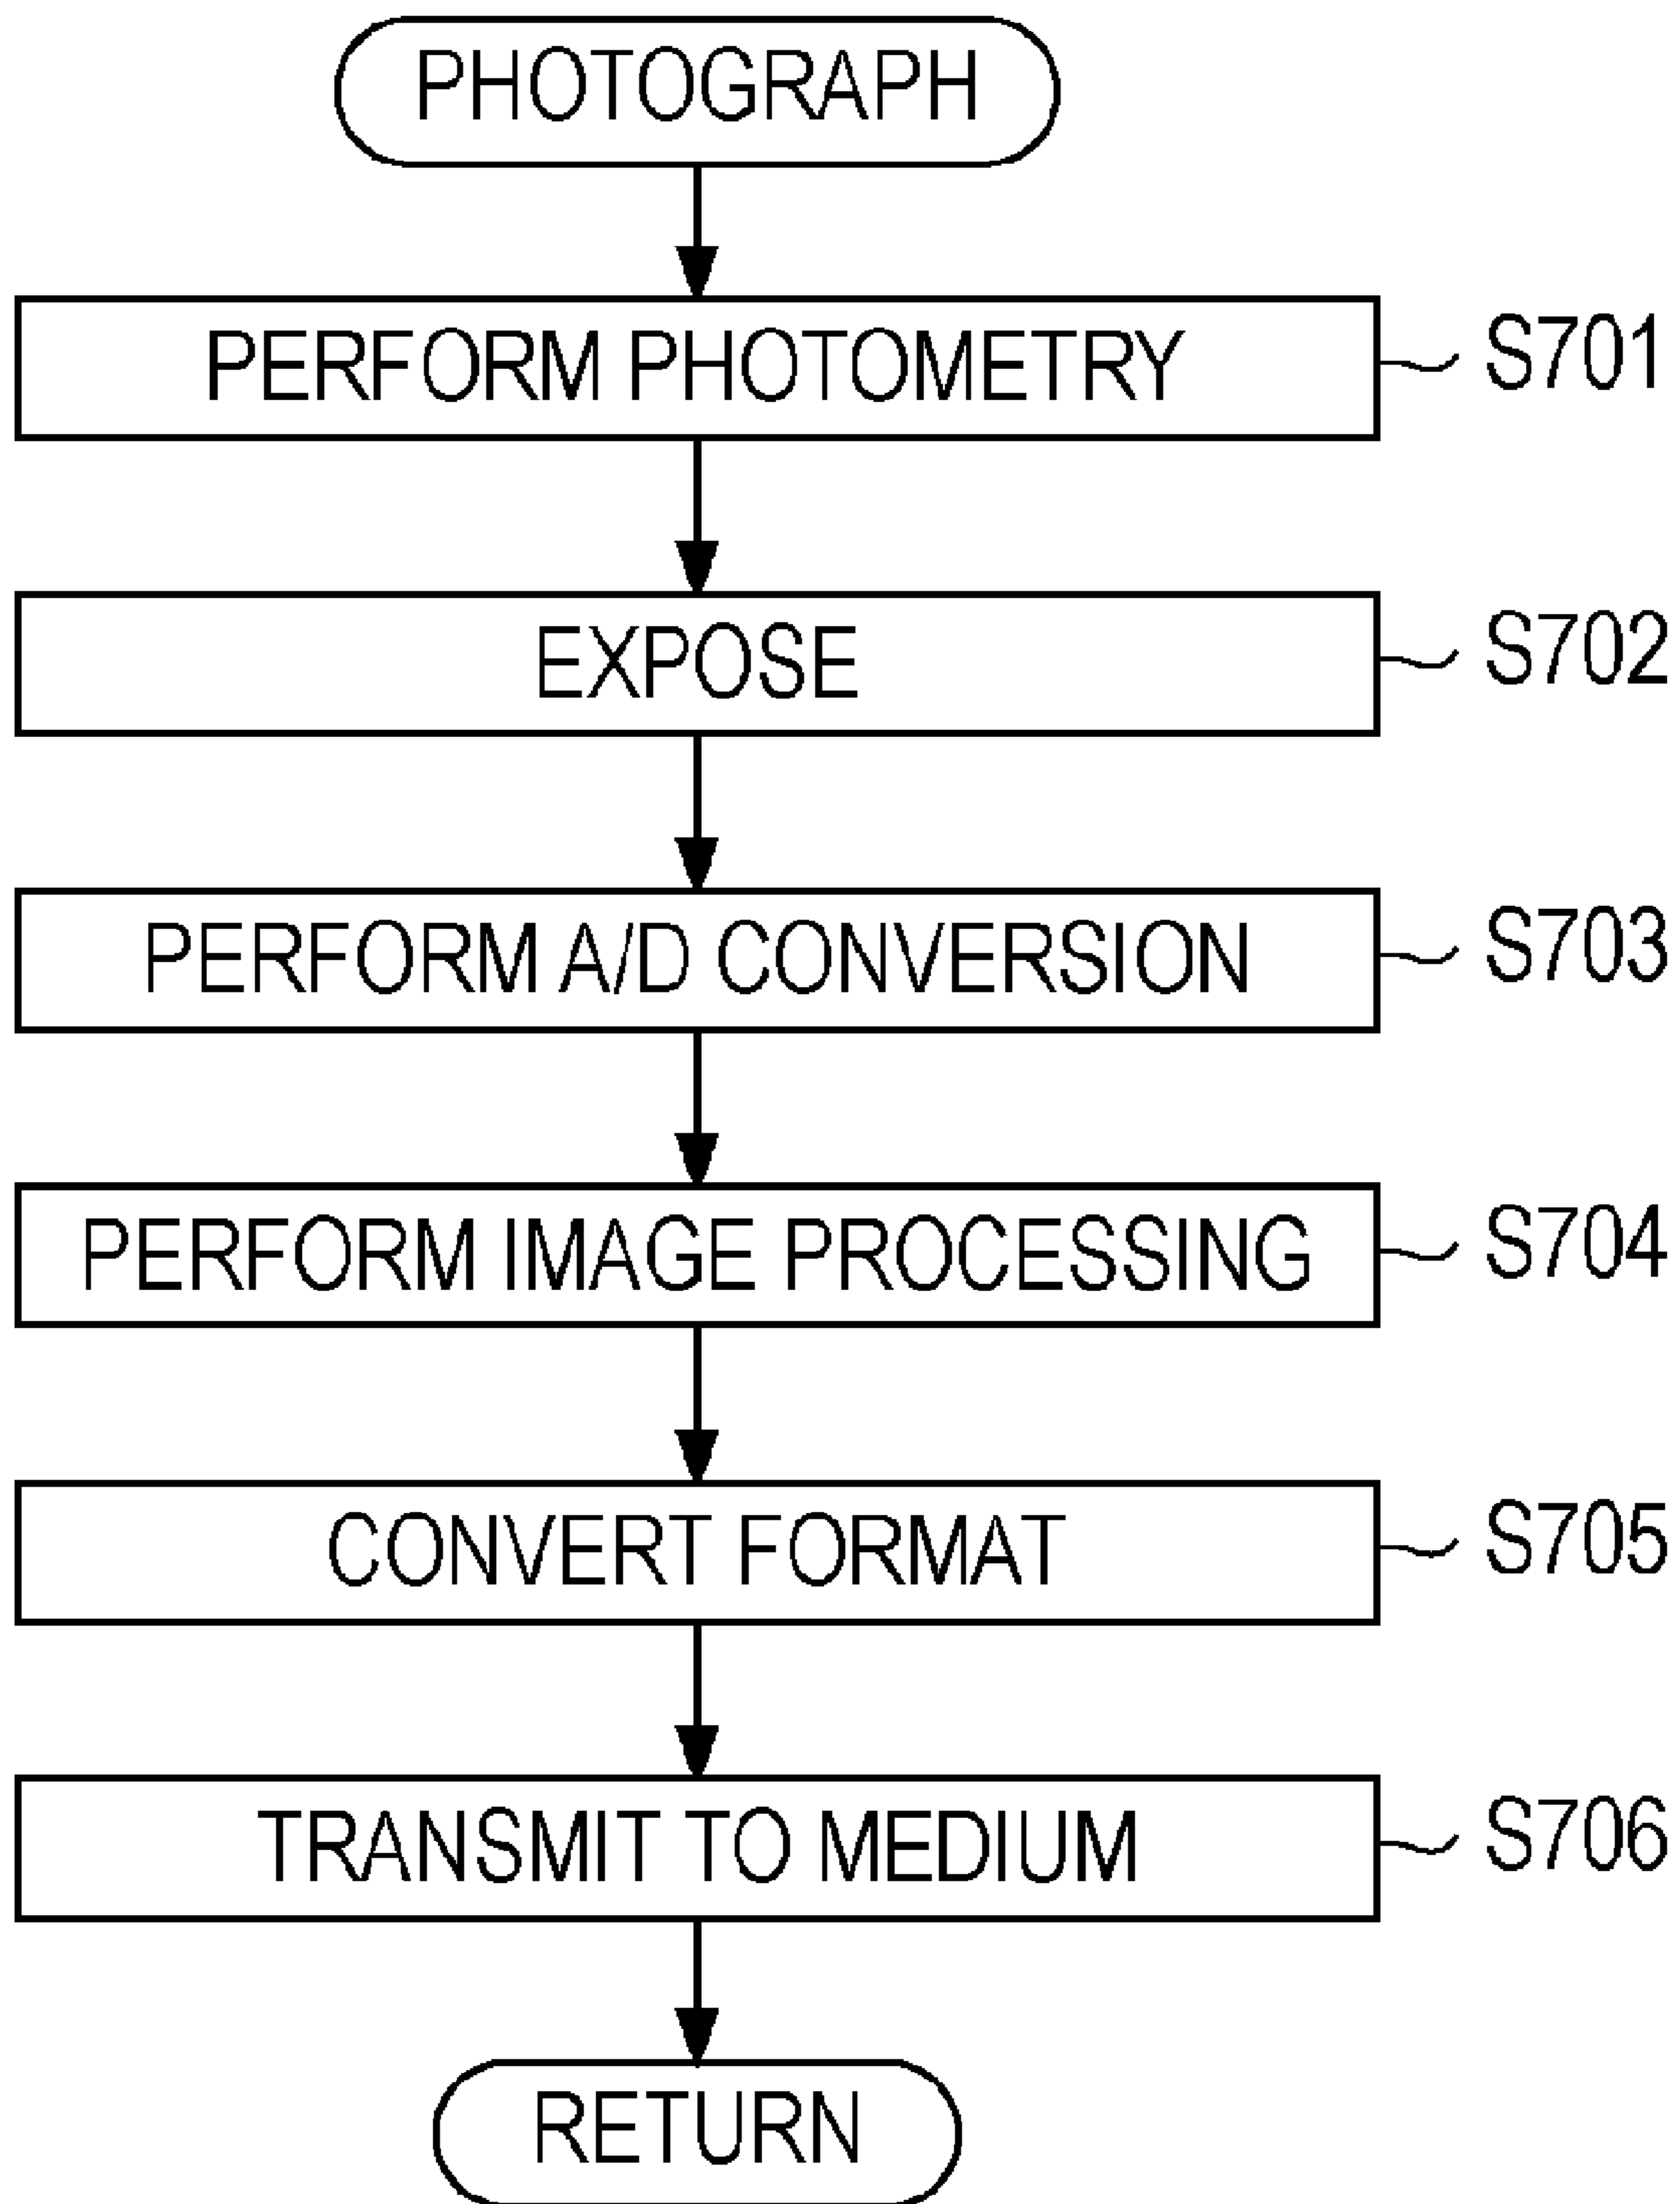 PHOTOGRAPH
PERFORM PHOTOMETRY S701
EXPOSE S702
PERFORM A/D CONVERSION S703
PERFORM IMAGE PROCESSING S704
CONVERT FORMAT S705
TRANSMIT TO MEDIUM S706
RETURN